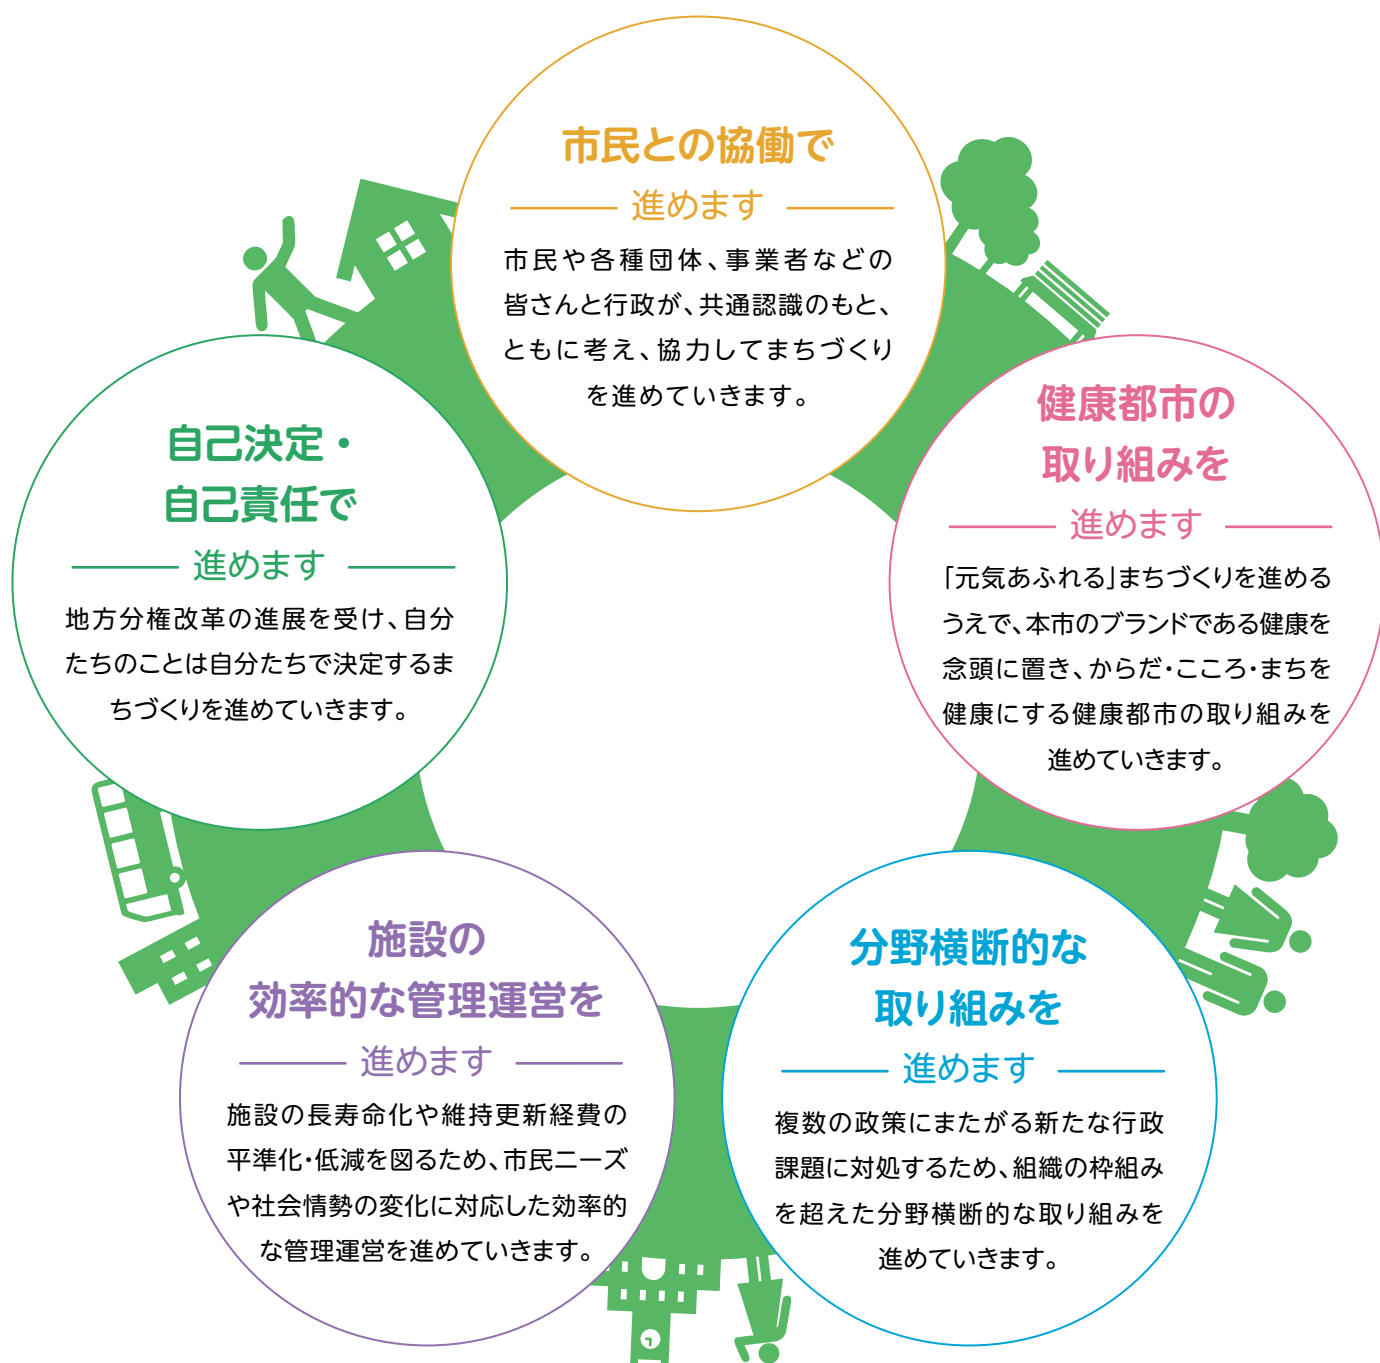 市民との協働で
進めます
市民や各種団体、事業者などの
皆さんと行政が、共通認識のもと、
ともに考え、協力してまちづくり
を進めていきます。
健康都市の
取り組みを
進めます
「元気あふれる」まちづくりを進める
うえで、本市のブランドである健康を
念頭に置き、からだ・こころ・まちを
健康にする健康都市の取り組みを
進めていきます。
自己決定・
自己責任で
進めます
地方分権改革の進展を受け、自分
たちのことは自分たちで決定するま
ちづくりを進めていきます。
施設の
効率的な管理運営を
進めます
施設の長寿命化や維持更新経費の
平準化・低減を図るため、市民ニーズ
や社会情勢の変化に対応した効率的
な管理運営を進めていきます。
分野横断的な
取り組みを
進めます
複数の政策にまたがる新たな行政
課題に対処するため、組織の枠組み
を超えた分野横断的な取り組みを
進めていきます。